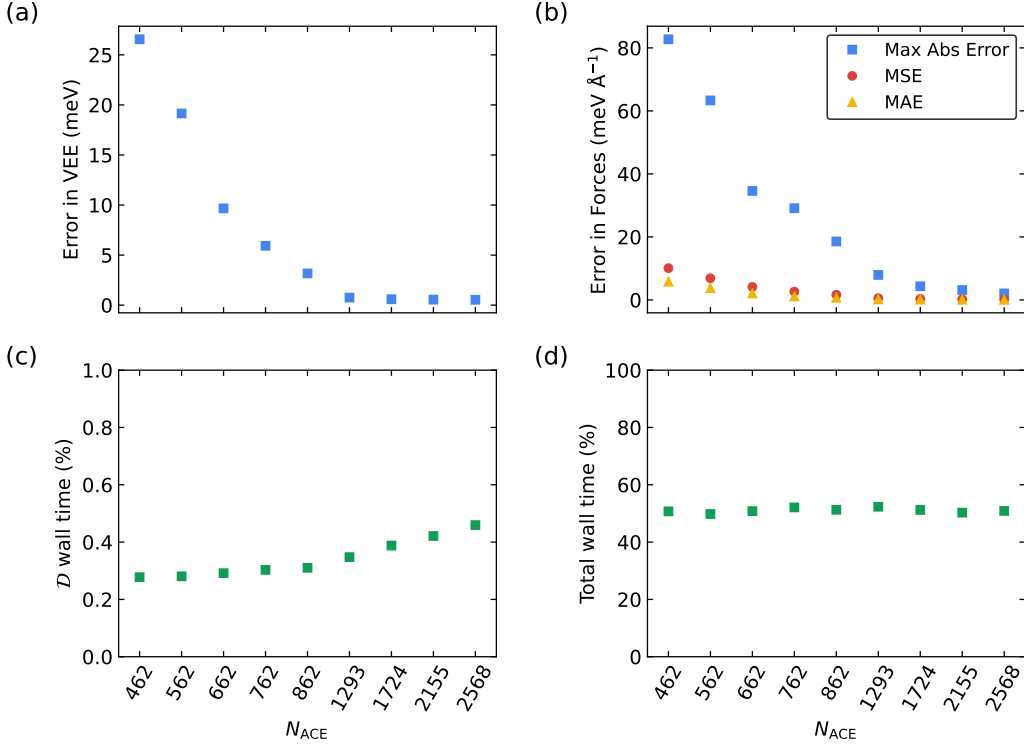 (a)
Error in VEE (meV)
25
20
15
10
5
0
(b)
Error in Forces (meV Å⁻¹)
80
60
40
20
0
Max Abs Error
MSE
MAE
(c)
𝒟 wall time (%)
1.0
0.8
0.6
0.4
0.2
0.0
462 562 662 762 862 1293 1724 2155 2568
N_ACE
(d)
Total wall time (%)
100
80
60
40
20
0
462 562 662 762 862 1293 1724 2155 2568
N_ACE